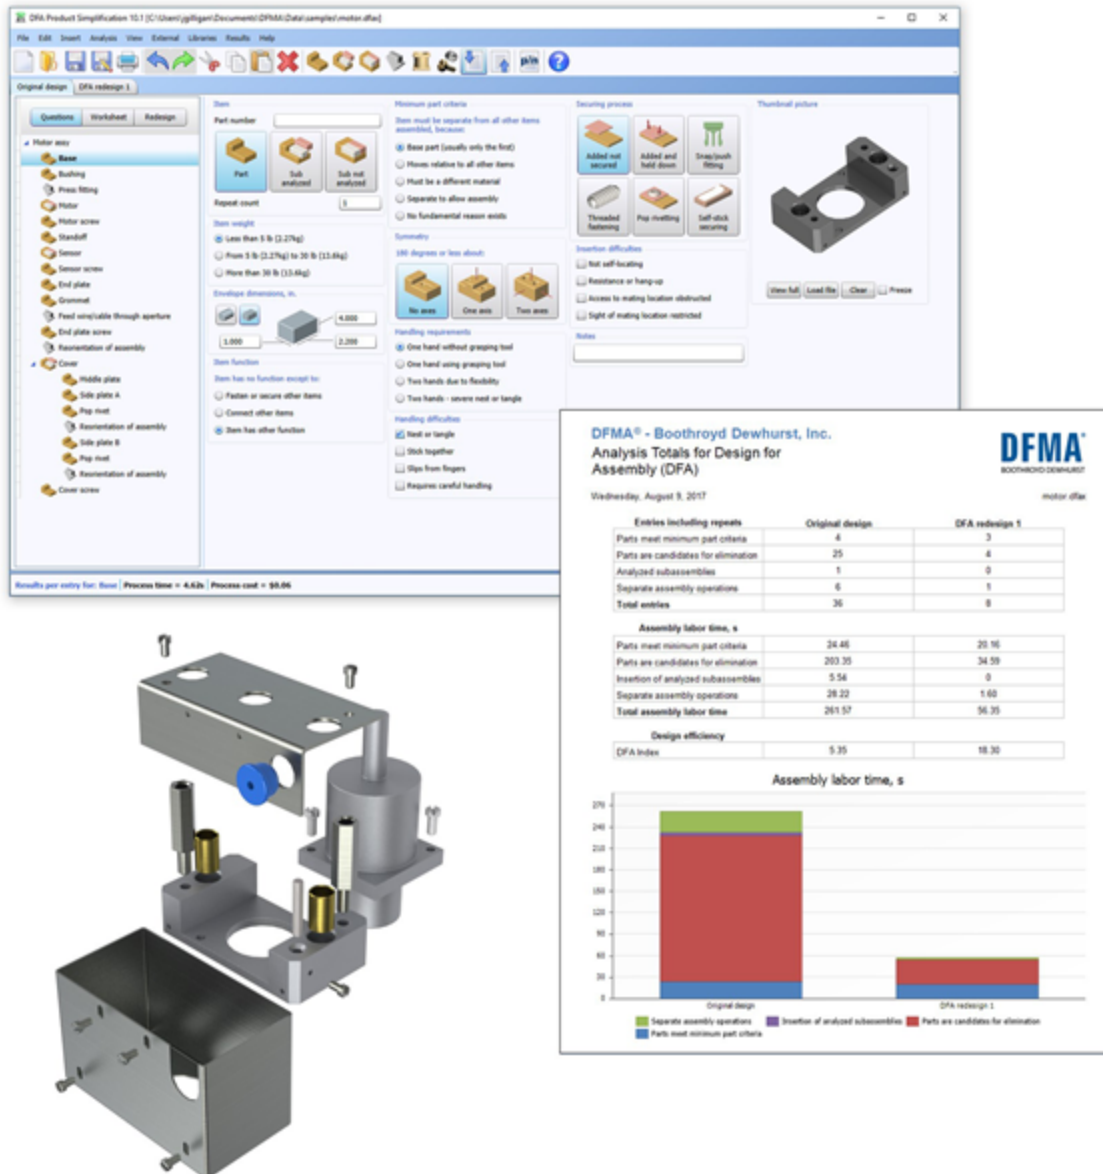 DFA Product Simplification 10.1 [C:\Users\jgilligan\Documents\DFMA\Data\samples\motor.dfax]
File Edit Insert Analysis View External Libraries Results Help
Original design DFA redesign 1
Questions Worksheet Redesign
Motor assy
Base
Bushing
Press fitting
Motor
Motor screw
Standoff
Sensor
Sensor screw
End plate
Grommet
Feed wire/cable through aperture
End plate screw
Reorientation of assembly
Cover
Middle plate
Side plate A
Pop rivet
Reorientation of assembly
Side plate B
Pop rivet
Reorientation of assembly
Cover screw
Item
Part number
Part
Sub analyzed
Sub not analyzed
Repeat count 1
Item weight
Less than 5 lb (2.27kg)
From 5 lb (2.27kg) to 30 lb (13.6kg)
More than 30 lb (13.6kg)
Envelope dimensions, in.
4.000
1.000 2.200
Item function
Item has no function except to:
Fasten or secure other items
Connect other items
Item has other function
Minimum part criteria
Item must be separate from all other items
assembled, because:
Base part (usually only the first)
Moves relative to all other items
Must be a different material
Separate to allow assembly
No fundamental reason exists
Symmetry
180 degrees or less about:
No axes One axis Two axes
Handling requirements
One hand without grasping tool
One hand using grasping tool
Two hands due to flexibility
Two hands - severe nest or tangle
Handling difficulties
Nest or tangle
Stick together
Slips from fingers
Requires careful handling
Securing process
Added not secured
Added and held down
Snap/push fitting
Threaded fastening
Pop rivetting
Self-stick securing
Insertion difficulties
Not self-locating
Resistance or hang-up
Access to mating location obstructed
Sight of mating location restricted
Notes
Thumbnail picture
View full Load file Clear Freeze
Results per entry for: Base Process time = 4.62s Process cost = $0.06
DFMA® - Boothroyd Dewhurst, Inc.
Analysis Totals for Design for
Assembly (DFA)
DFMA®
BOOTHROYD DEWHURST
Wednesday, August 9, 2017 motor.dfax
Entries including repeats Original design DFA redesign 1
Parts meet minimum part criteria 4 3
Parts are candidates for elimination 25 4
Analyzed subassemblies 1 0
Separate assembly operations 6 1
Total entries 36 8
Assembly labor time, s
Parts meet minimum part criteria 24.46 20.16
Parts are candidates for elimination 203.35 34.59
Insertion of analyzed subassemblies 5.54 0
Separate assembly operations 28.22 1.60
Total assembly labor time 261.57 56.35
Design efficiency
DFA Index 5.35 18.30
Assembly labor time, s
270
240
210
180
150
120
90
60
30
0
Original design DFA redesign 1
Separate assembly operations Insertion of analyzed subassemblies Parts are candidates for elimination
Parts meet minimum part criteria